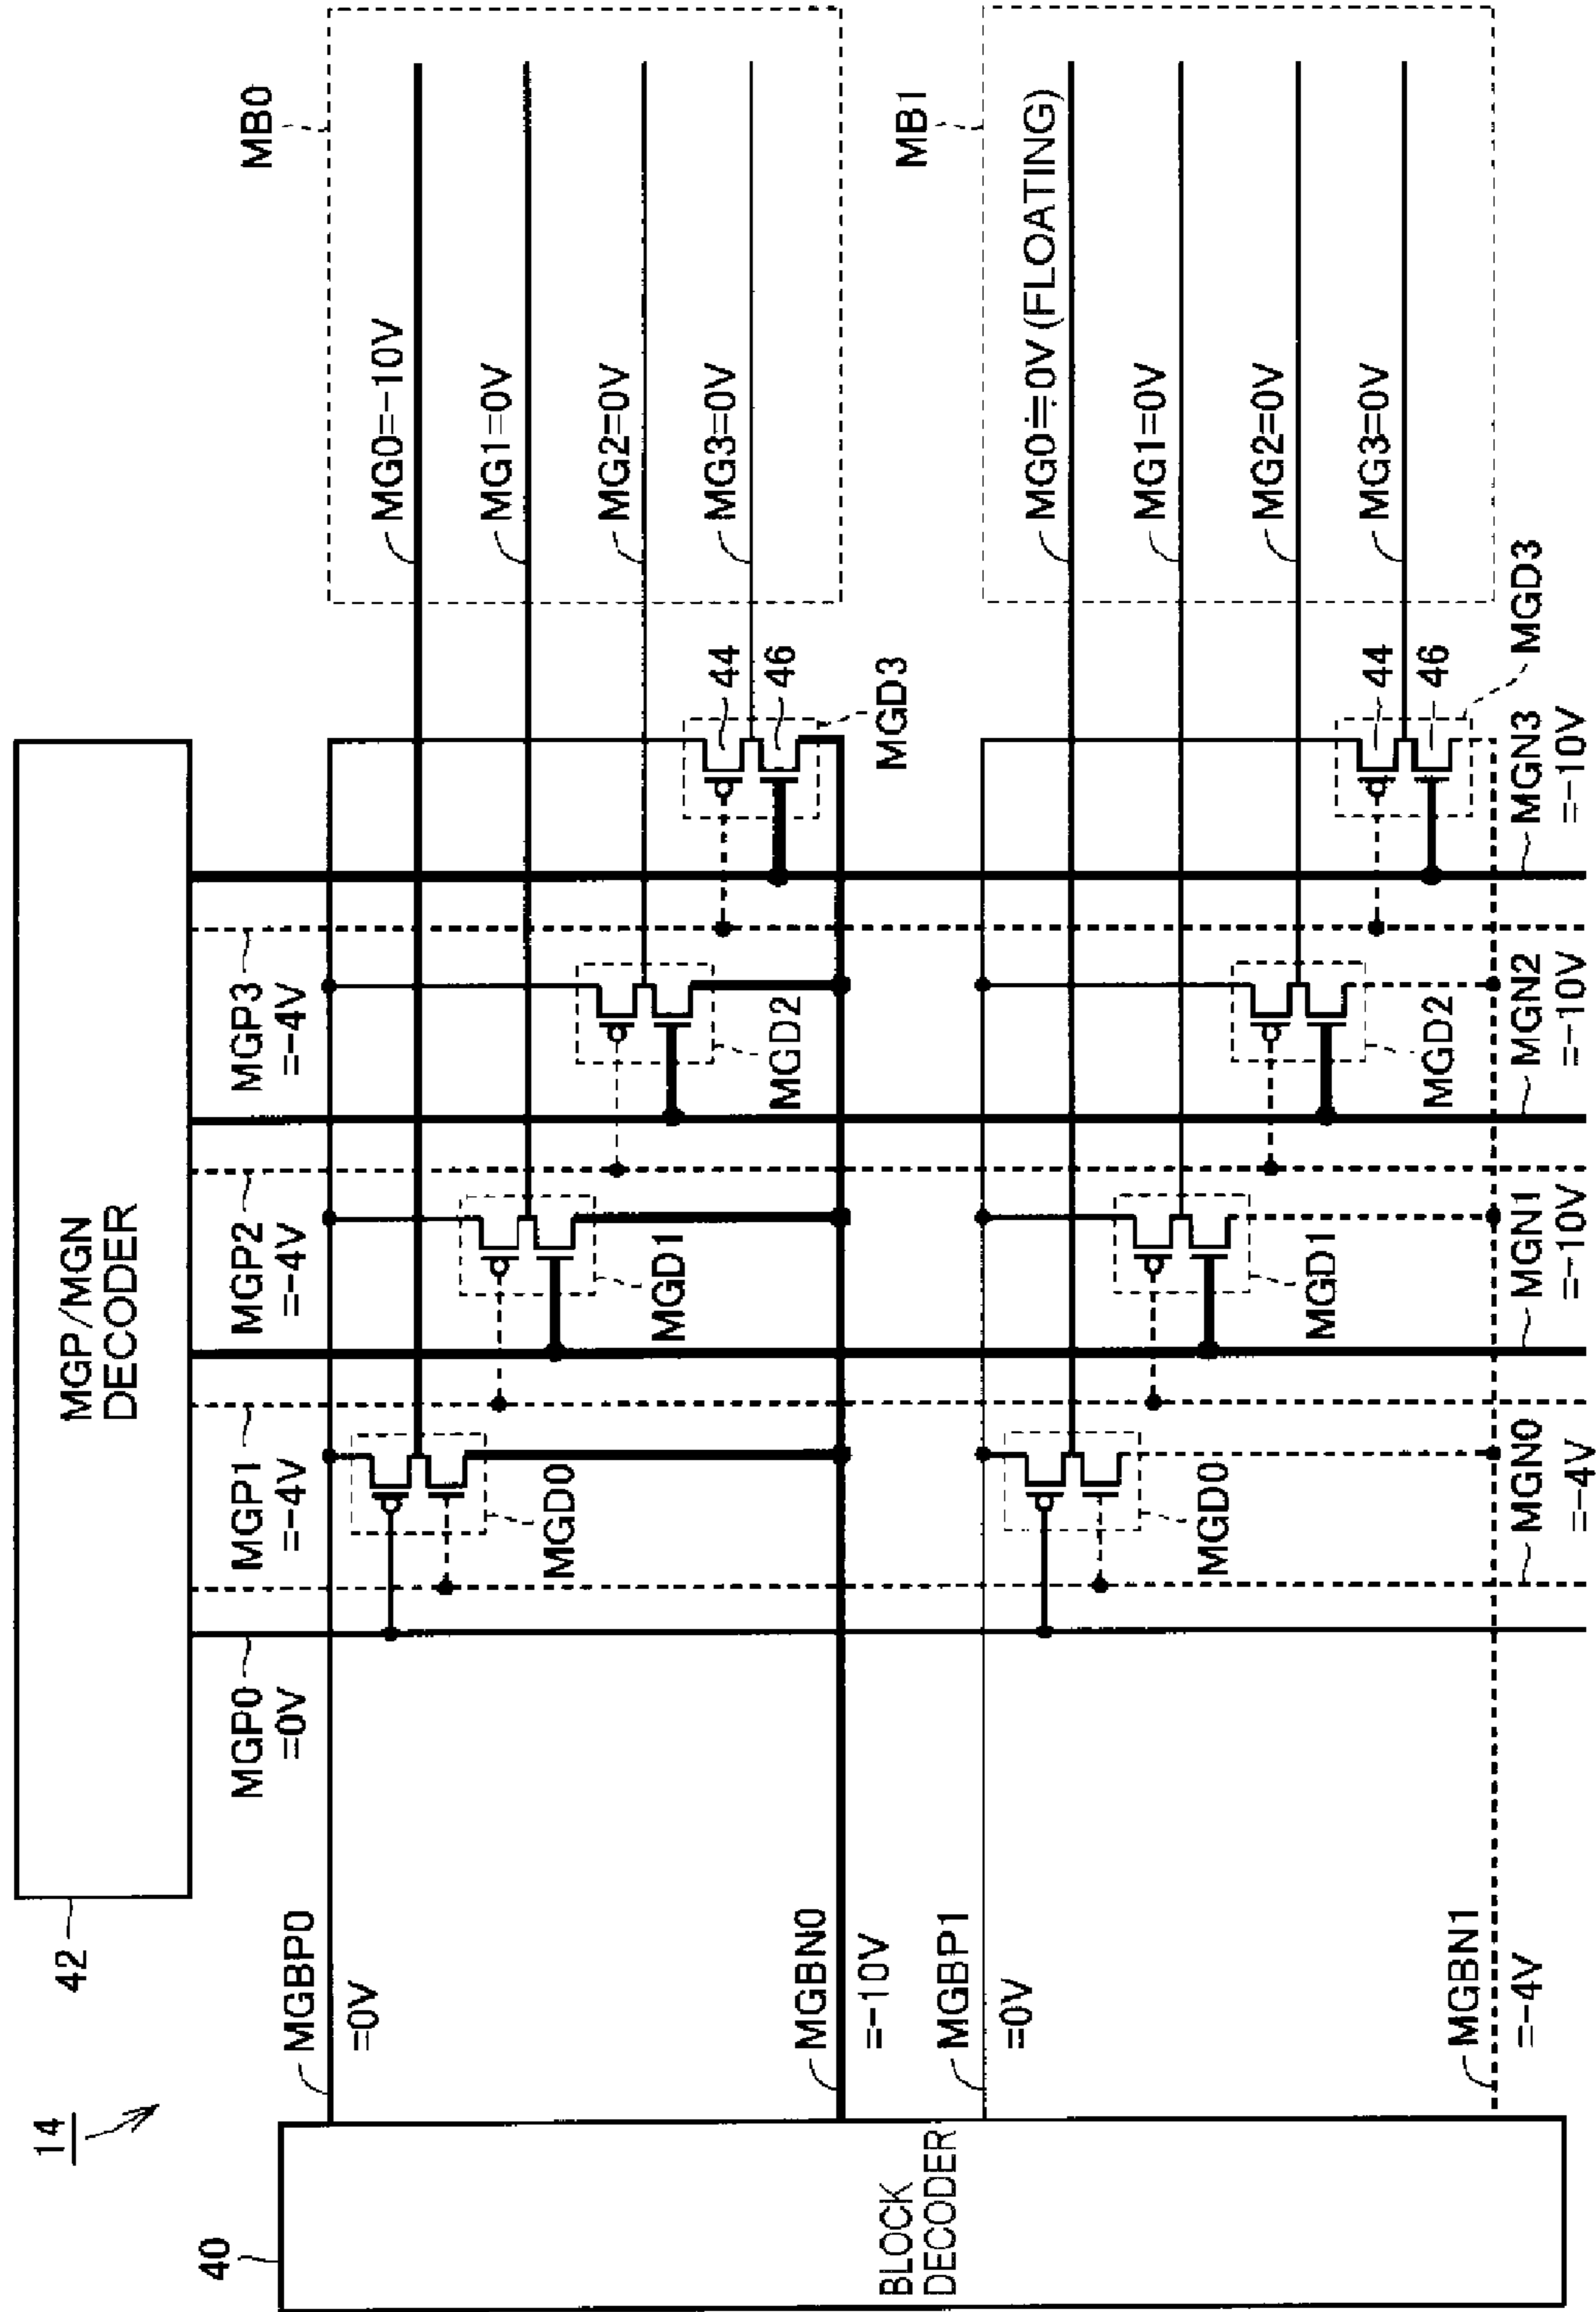 14
42
MGP/MGN
DECODER
40
BLOCK
DECODER
MGBP0
=0V
MGBN0
=-10V
MGBP1
=0V
MGBN1
=-4V
MGP0
=0V
MGP1
=-4V
MGP2
=-4V
MGP3
=-4V
MGN0
=-4V
MGN1
=-10V
MGN2
=-10V
MGN3
=-10V
MGD0
MGD1
MGD2
MGD3
44
46
MB0
MG0=-10V
MG1=0V
MG2=0V
MG3=0V
MGD0
MGD1
MGD2
MGD3
44
46
MB1
MG0≒0V (FLOATING)
MG1=0V
MG2=0V
MG3=0V